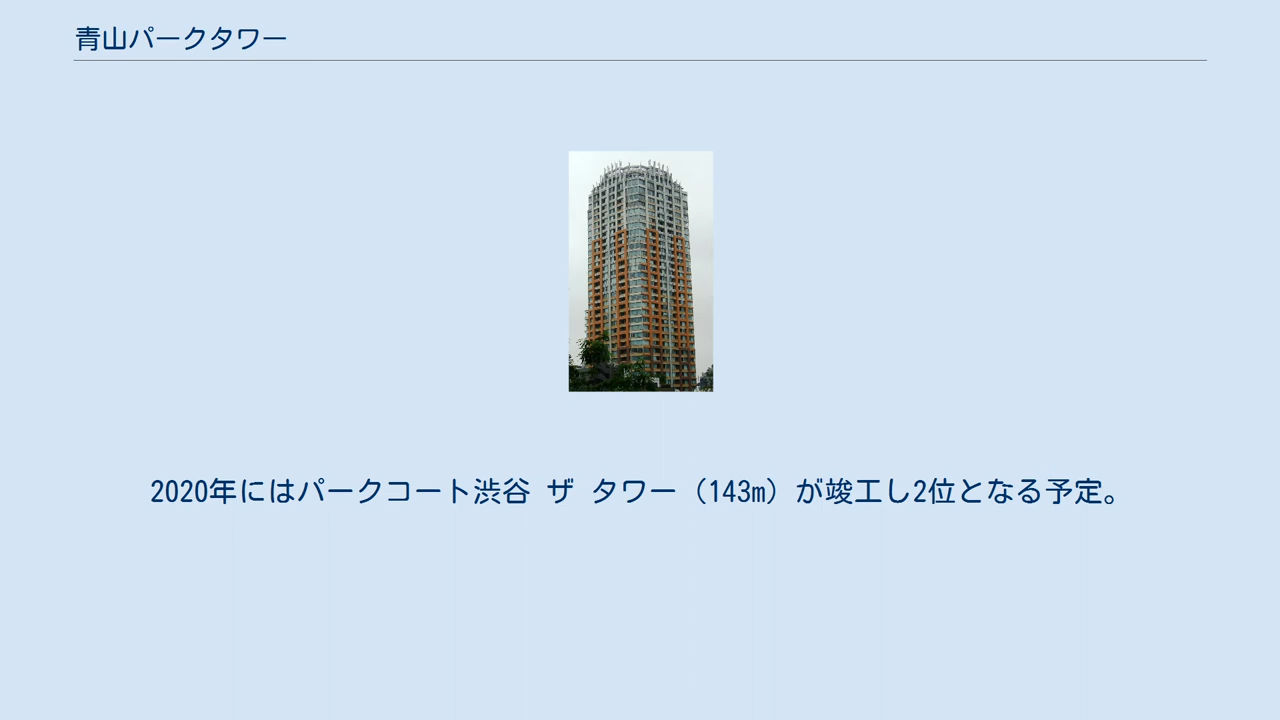 青山パークタワー
2020年にはパークコート渋谷 ザ タワー（143m）が竣工し2位となる予定。